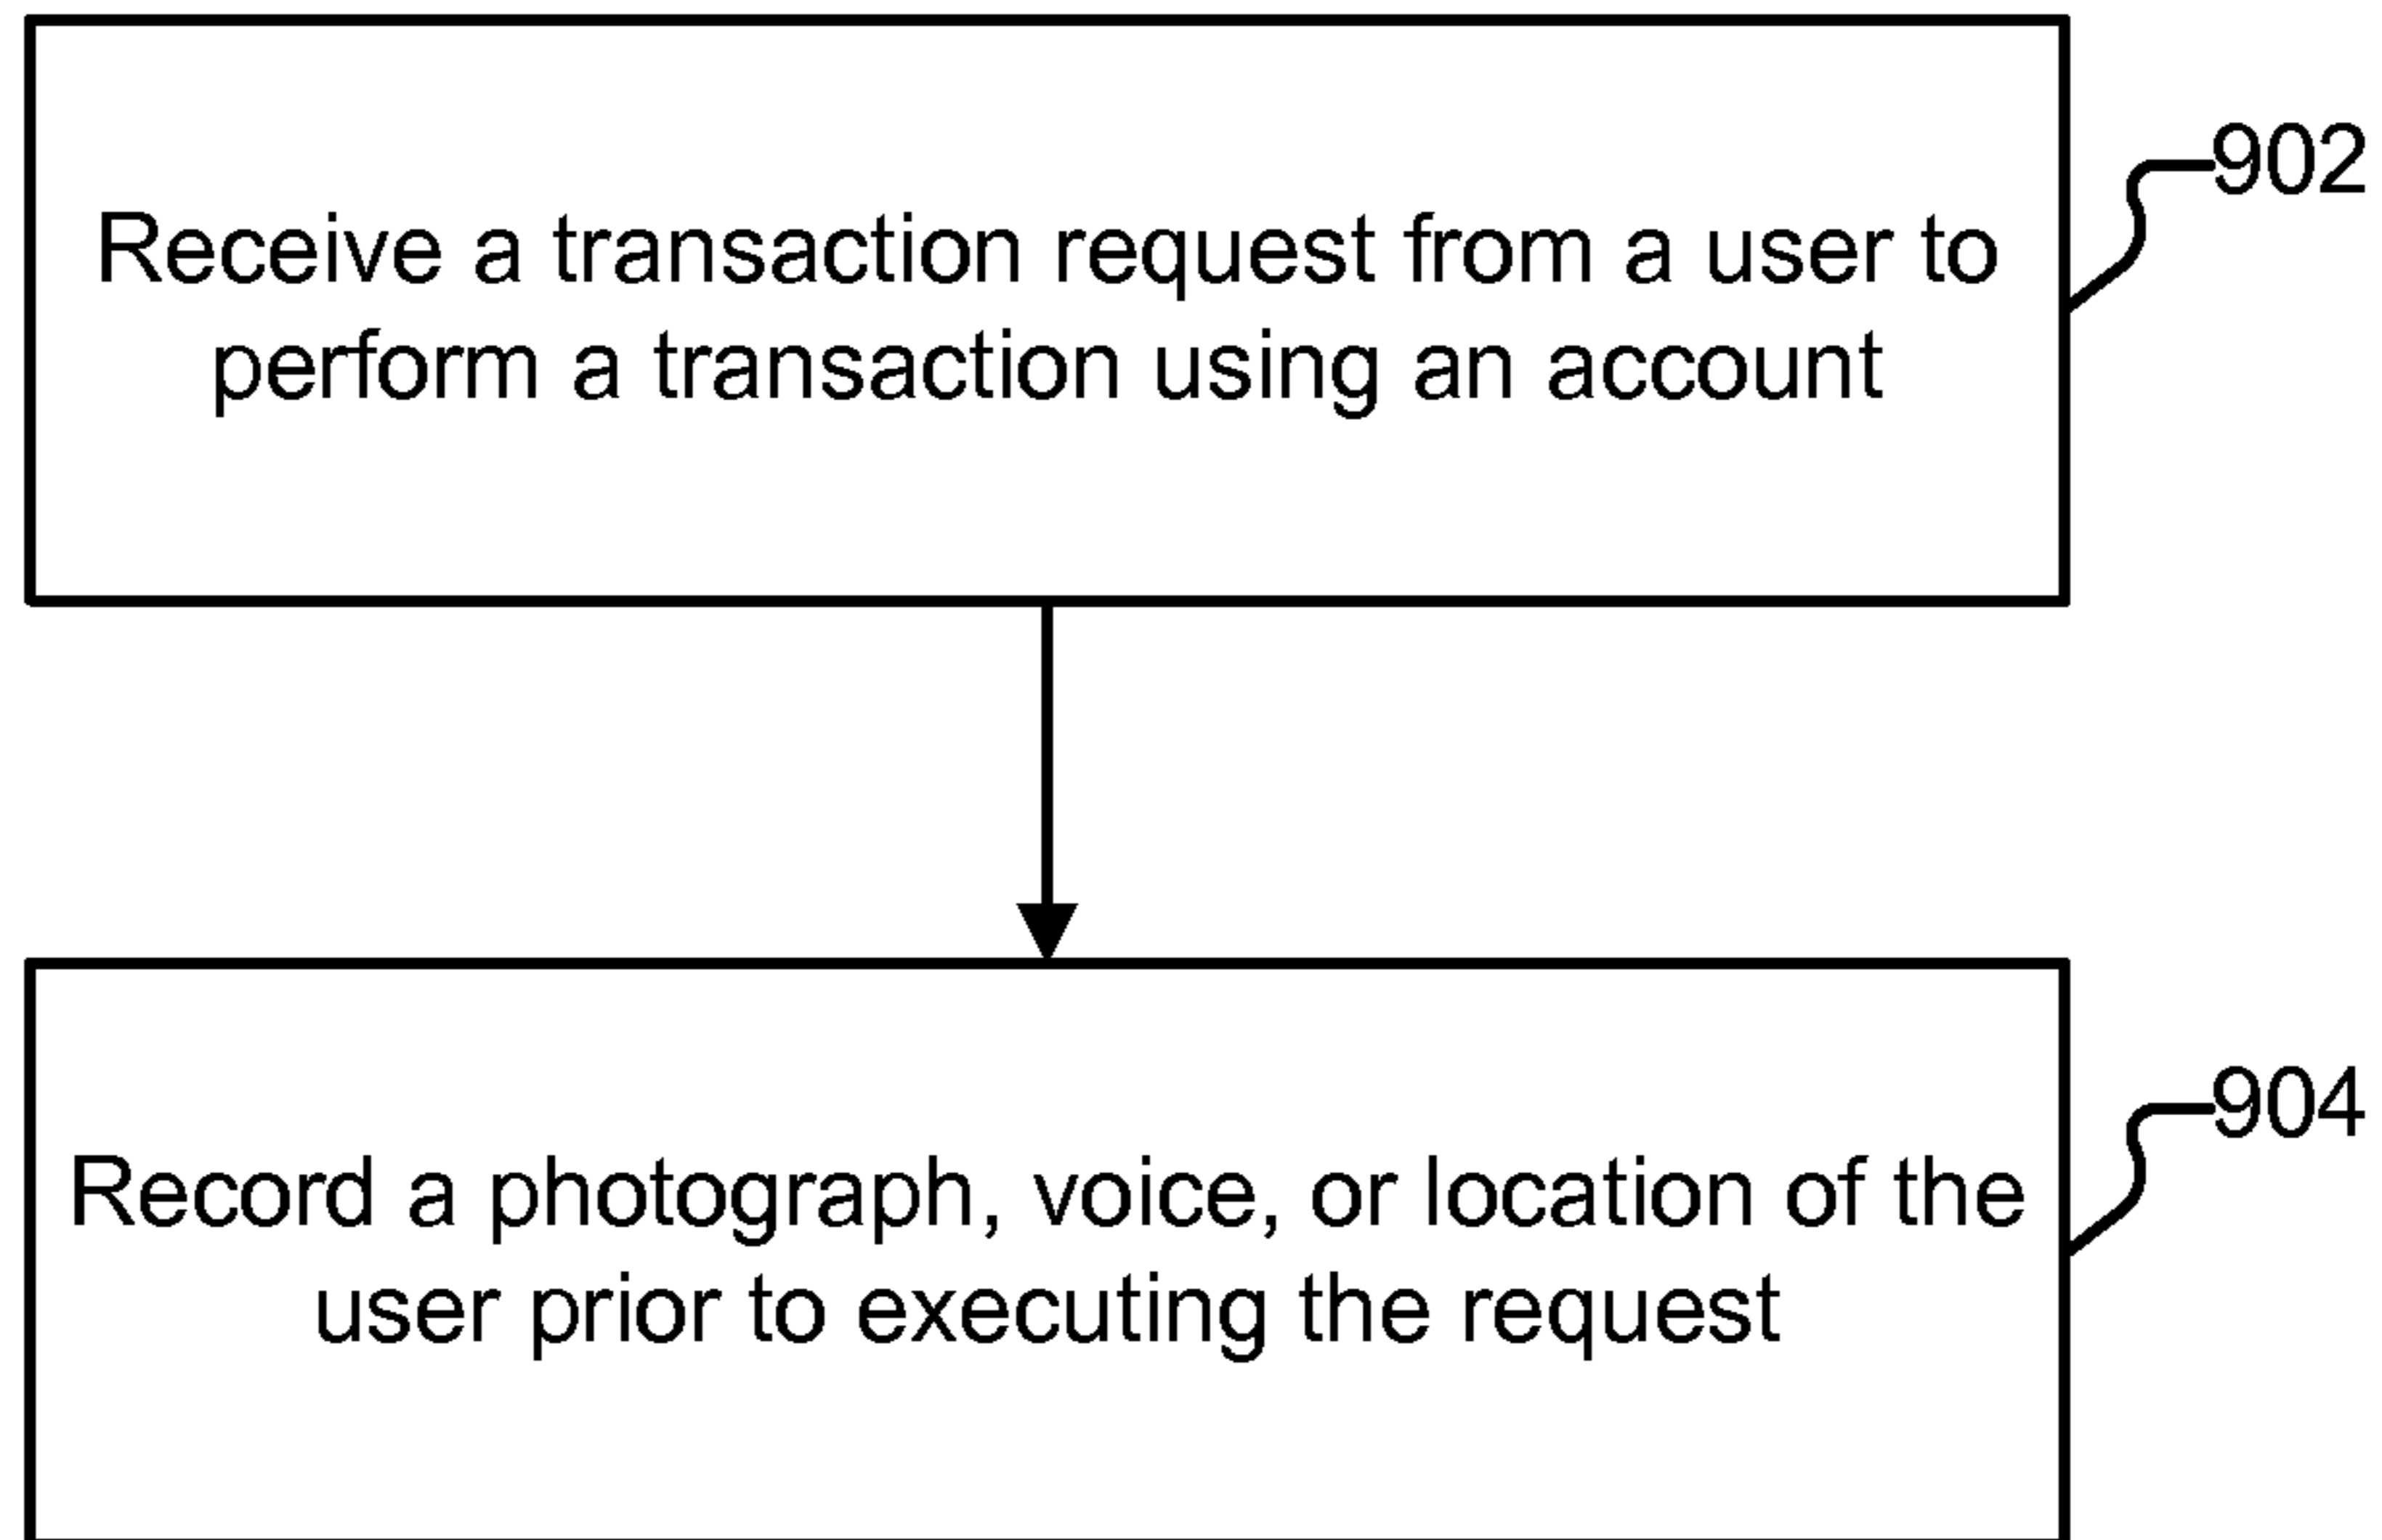 Receive a transaction request from a user to
perform a transaction using an account
902
Record a photograph, voice, or location of the
user prior to executing the request
904